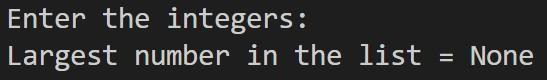 Enter the integers:
Largest number in the list = None